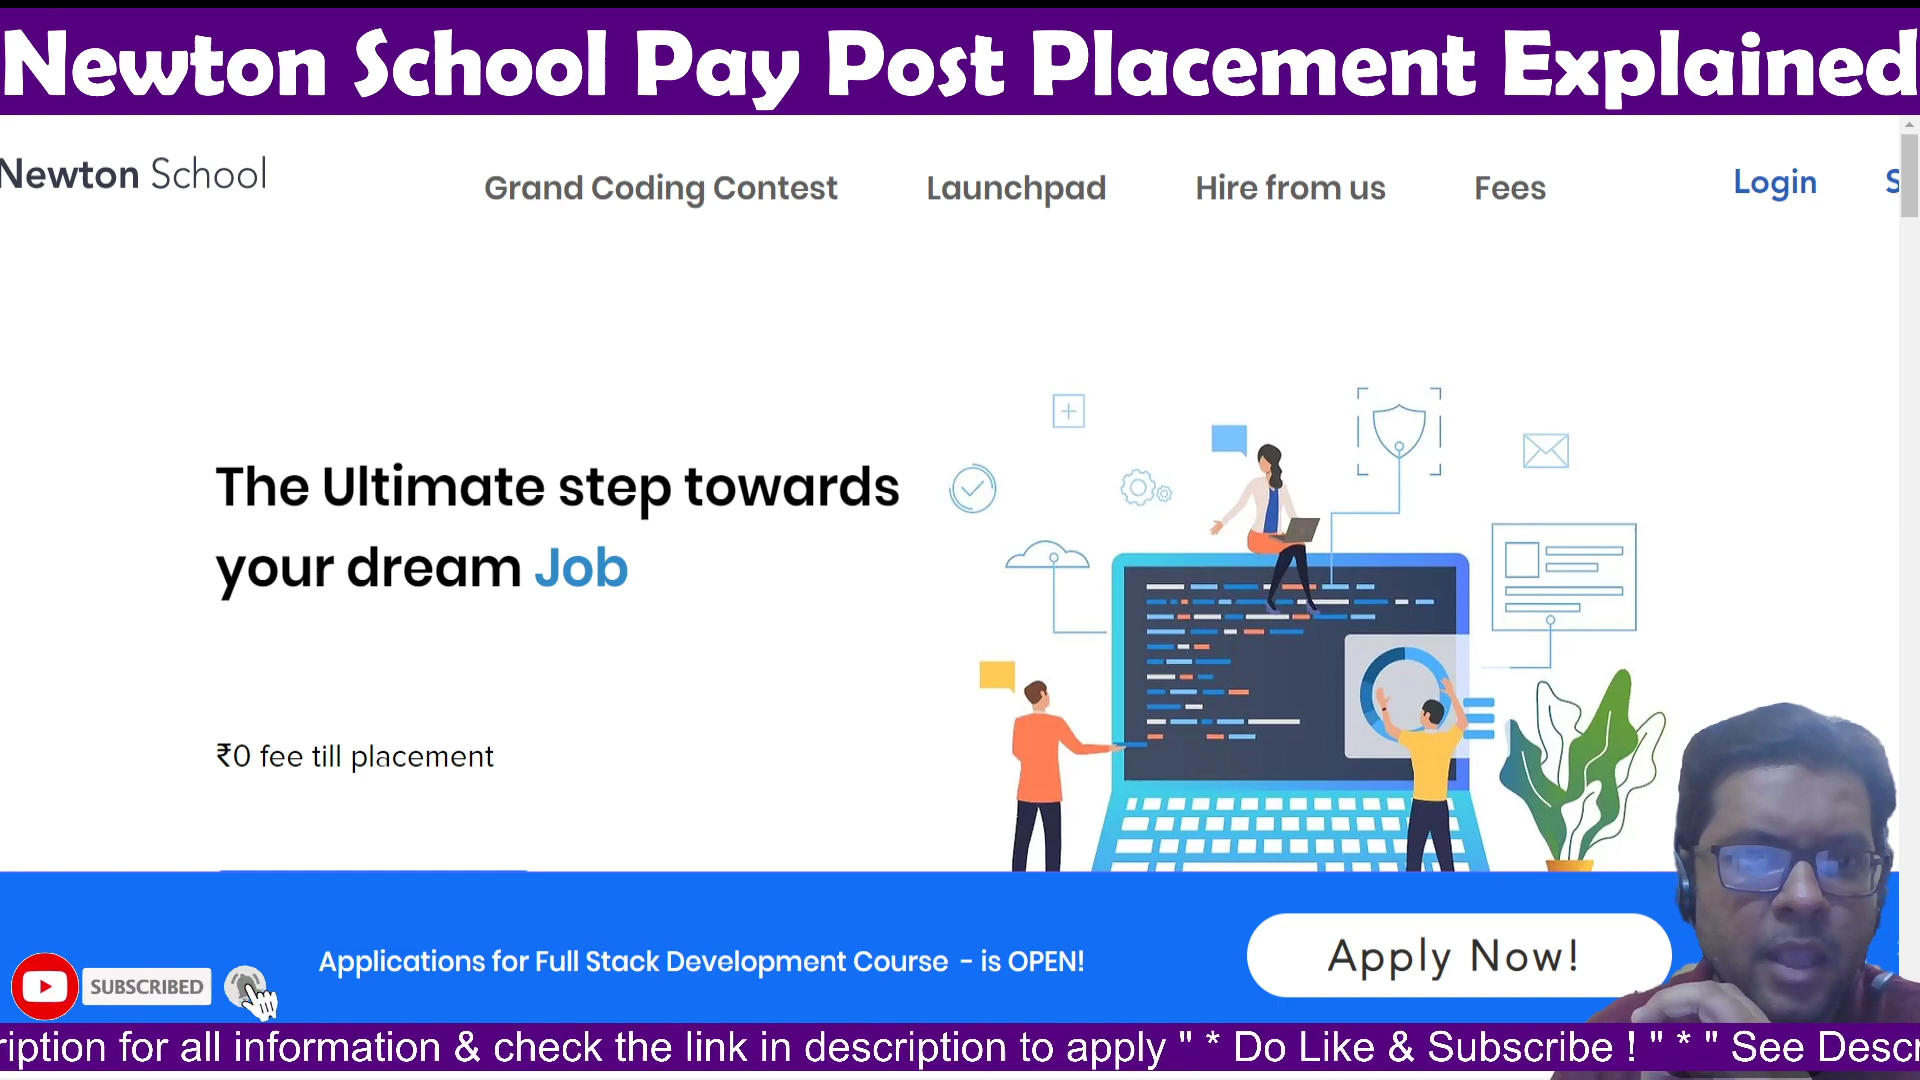 Newton School Pay Post Placement Explained
Newton School
Grand Coding Contest
Launchpad
Hire from us
Fees
Login
S
The Ultimate step towards
your dream Job
₹0 fee till placement
Applications for Full Stack Development Course - is OPEN!
Apply Now!
SUBSCRIBED
ription for all information & check the link in description to apply " * Do Like & Subscribe ! " * " See Descr